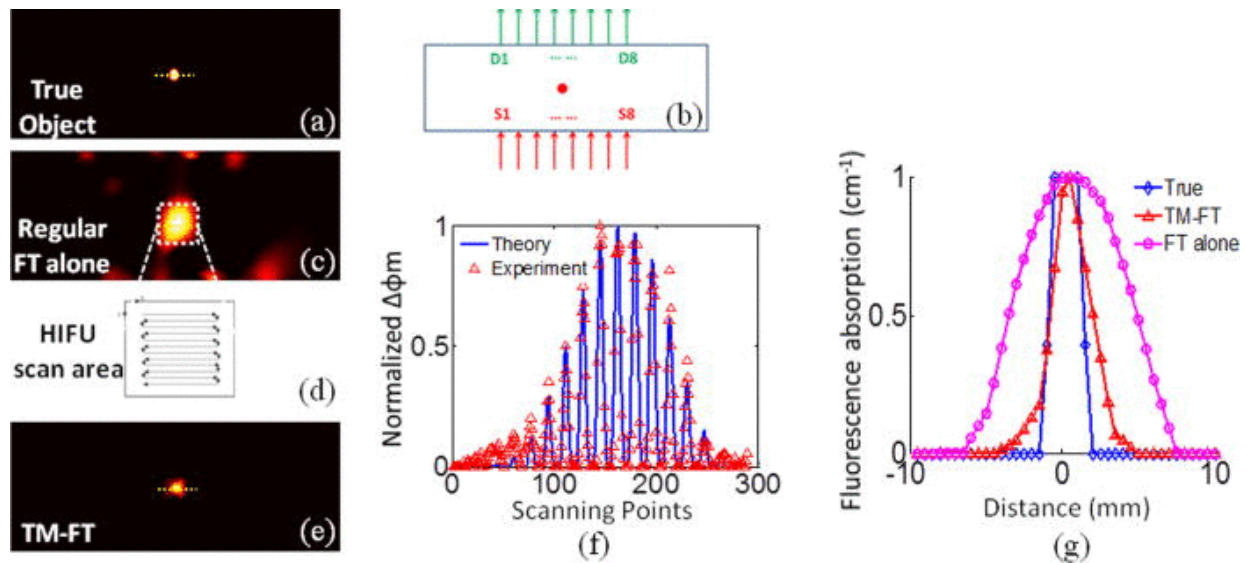 True
Object
(a)
D1 ... ... D8
S1 ... ... S8
(b)
Regular
FT alone
(c)
HIFU
scan area
(d)
TM-FT
(e)
Normalized Δϕm
1
0.5
0
Theory
Experiment
0 100 200 300
Scanning Points
(f)
Fluorescence absorption (cm⁻¹)
1
0.5
0
True
TM-FT
FT alone
-10 0 10
Distance (mm)
(g)